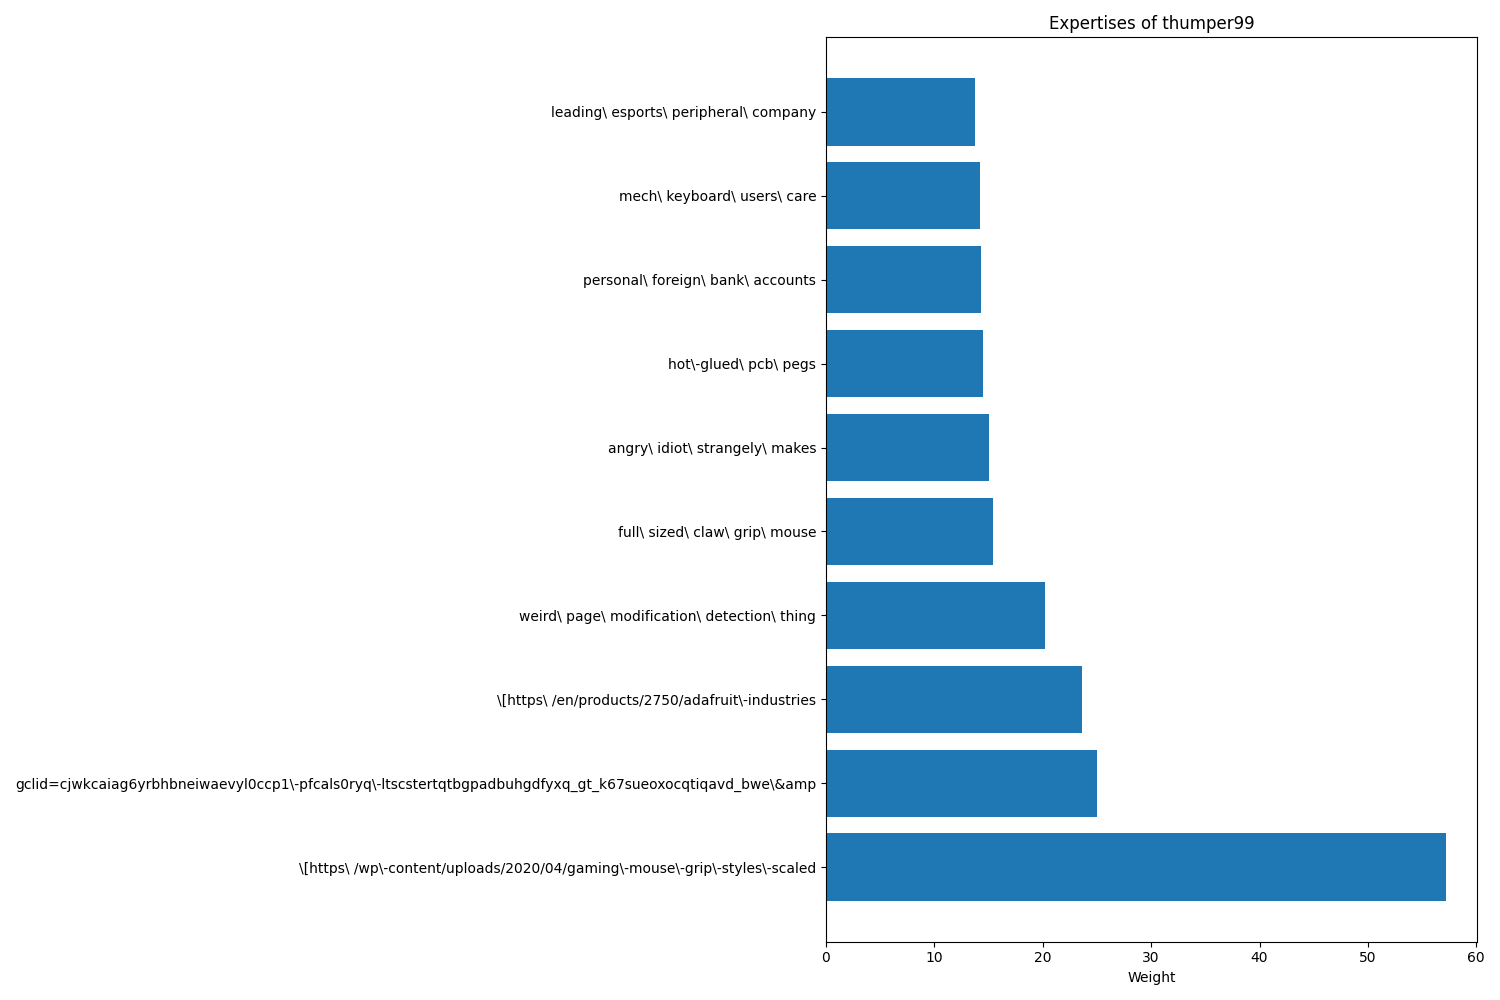 Expertises of thumper99
leading\ esports\ peripheral\ company
mech\ keyboard\ users\ care
personal\ foreign\ bank\ accounts
hot\-glued\ pcb\ pegs
angry\ idiot\ strangely\ makes
full\ sized\ claw\ grip\ mouse
weird\ page\ modification\ detection\ thing
\[https\ /en/products/2750/adafruit\-industries
gclid=cjwkcaiag6yrbhbneiwaevyl0ccp1\-pfcals0ryq\-ltscstertqtbgpadbuhgdfyxq_gt_k67sueoxocqtiqavd_bwe\&amp
\[https\ /wp\-content/uploads/2020/04/gaming\-mouse\-grip\-styles\-scaled
0 10 20 30 40 50 60
Weight